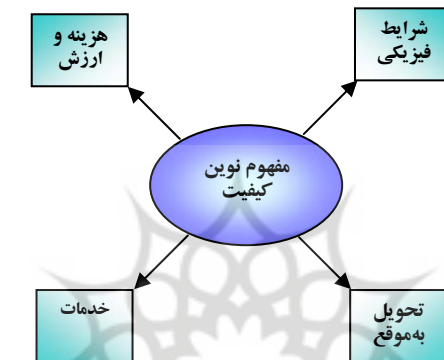 شرایط
فیزیکی
هزینه و
ارزش
مفهوم نوین
کیفیت
تحویل
به‌موقع
خدمات